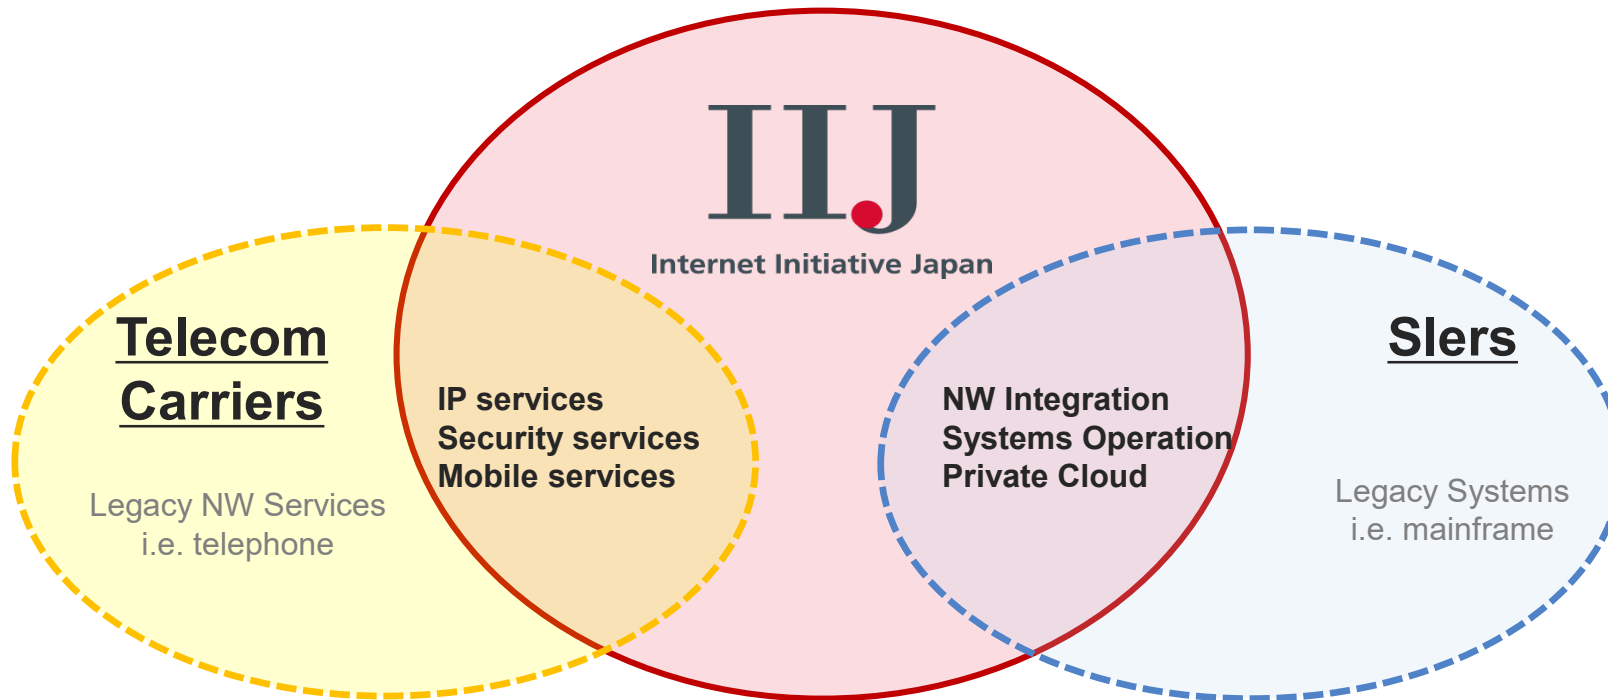 IIJ
Internet Initiative Japan
Telecom
Carriers
Legacy NW Services
i.e. telephone
IP services
Security services
Mobile services
NW Integration
Systems Operation
Private Cloud
SIers
Legacy Systems
i.e. mainframe